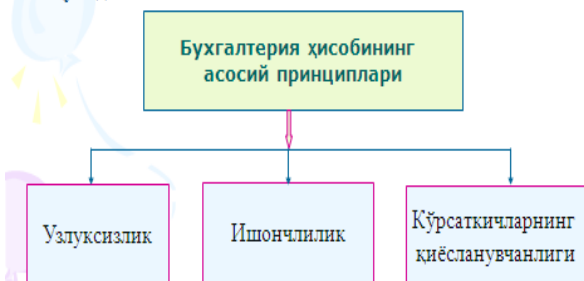 Бухгалтерия ҳисобининг
асосий принциплари
Узлуксизлик
Ишончлилик
Кўрсаткичларнинг
қиёсланувчанлиги